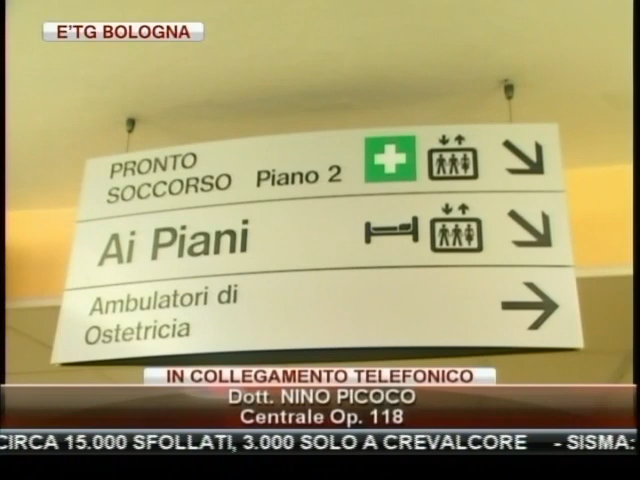 E'TG BOLOGNA
PRONTO
SOCCORSO Piano 2
Ai Piani
Ambulatori di
Ostetricia
IN COLLEGAMENTO TELEFONICO
Dott. NINO PICOCO
Centrale Op. 118
CIRCA 15.000 SFOLLATI, 3.000 SOLO A CREVALCORE - SISMA: